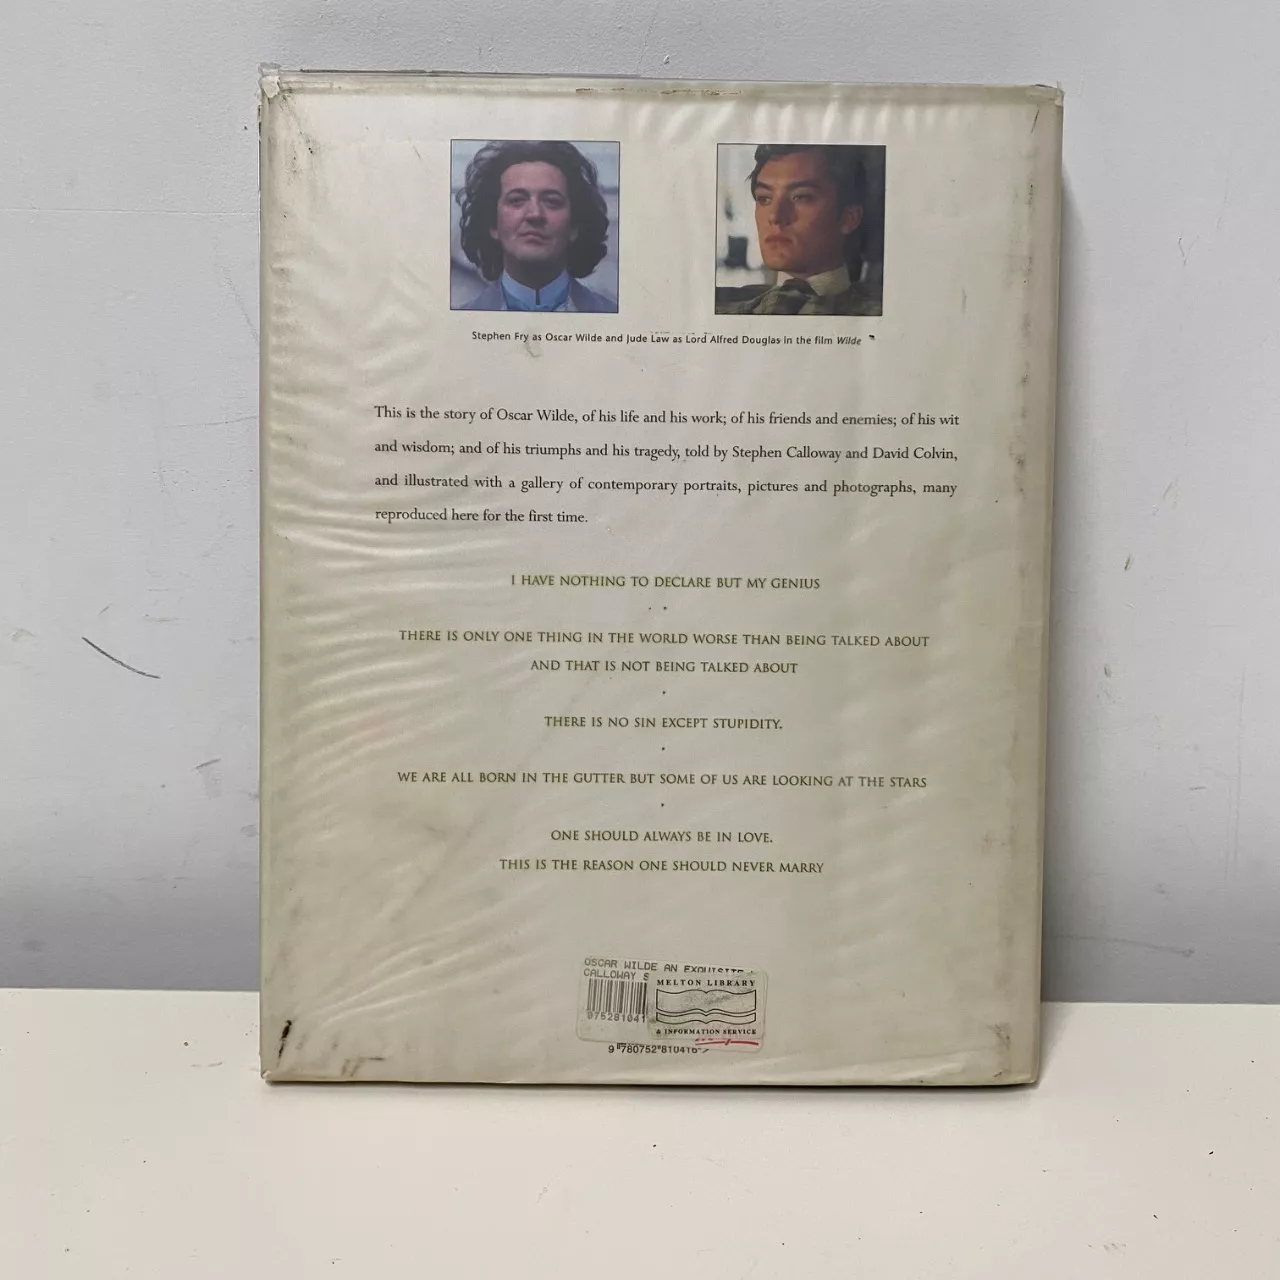 Stephen Fry as Oscar Wilde and Jude Law as Lord Alfred Douglas in the film Wilde
This is the story of Oscar Wilde, of his life and his work; of his friends and enemies; of his wit
and wisdom; and of his triumphs and his tragedy, told by Stephen Calloway and David Colvin,
and illustrated with a gallery of contemporary portraits, pictures and photographs, many
reproduced here for the first time.
I HAVE NOTHING TO DECLARE BUT MY GENIUS
THERE IS ONLY ONE THING IN THE WORLD WORSE THAN BEING TALKED ABOUT
AND THAT IS NOT BEING TALKED ABOUT
THERE IS NO SIN EXCEPT STUPIDITY.
WE ARE ALL BORN IN THE GUTTER BUT SOME OF US ARE LOOKING AT THE STARS
ONE SHOULD ALWAYS BE IN LOVE.
THIS IS THE REASON ONE SHOULD NEVER MARRY
OSCAR WILDE AN EXQUISITE
CALLOWAY S
MELTON LIBRARY
075281041
& INFORMATION SERVICE
9 780752 810416